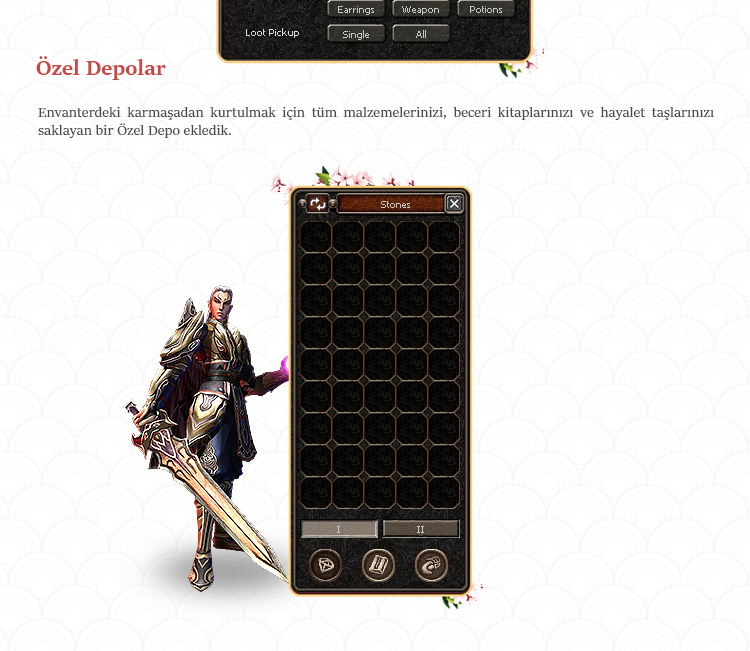 Earrings Weapon Potions
Loot Pickup Single All
Özel Depolar
Envanterdeki karmaşadan kurtulmak için tüm malzemelerinizi, beceri kitaplarınızı ve hayalet taşlarınızı
saklayan bir Özel Depo ekledik.
Stones
I II